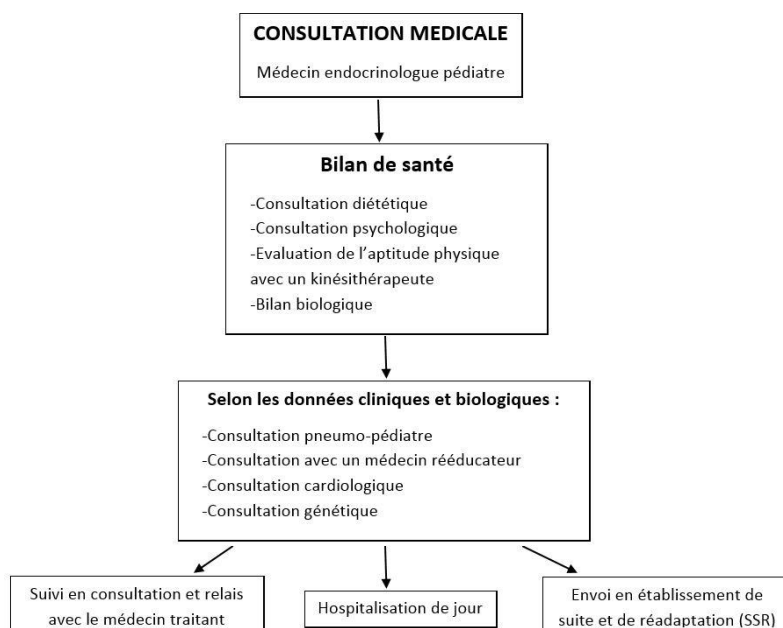 CONSULTATION MEDICALE
Médecin endocrinologue pédiatre
Bilan de santé
-Consultation diététique
-Consultation psychologique
-Evaluation de l'aptitude physique
avec un kinésithérapeute
-Bilan biologique
Selon les données cliniques et biologiques :
-Consultation pneumo-pédiatre
-Consultation avec un médecin rééducateur
-Consultation cardiologique
-Consultation génétique
Suivi en consultation et relais
avec le médecin traitant
Hospitalisation de jour
Envoi en établissement de
suite et de réadaptation (SSR)